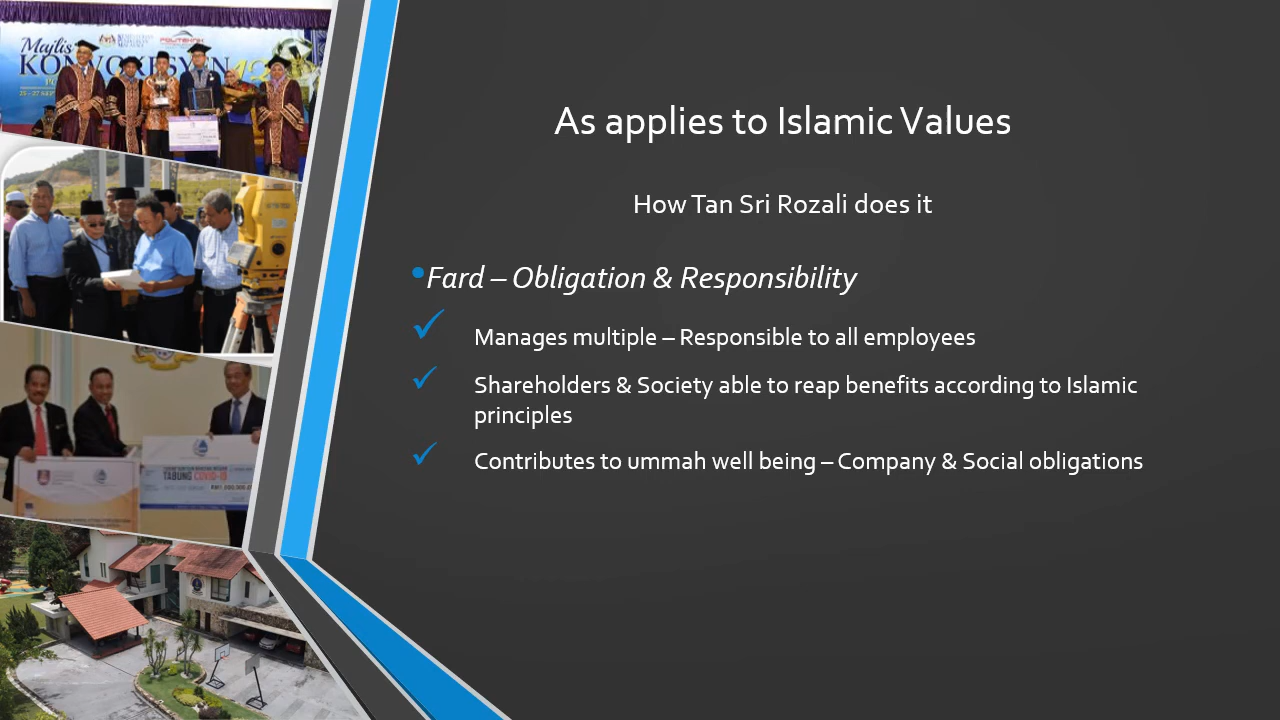 Majlis
KONVOKESYEN
POLITEKNIK
As applies to Islamic Values
How Tan Sri Rozali does it
•Fard – Obligation & Responsibility
✓ Manages multiple – Responsible to all employees
✓ Shareholders & Society able to reap benefits according to Islamic
principles
✓ Contributes to ummah well being – Company & Social obligations
TABUNG COVID-19